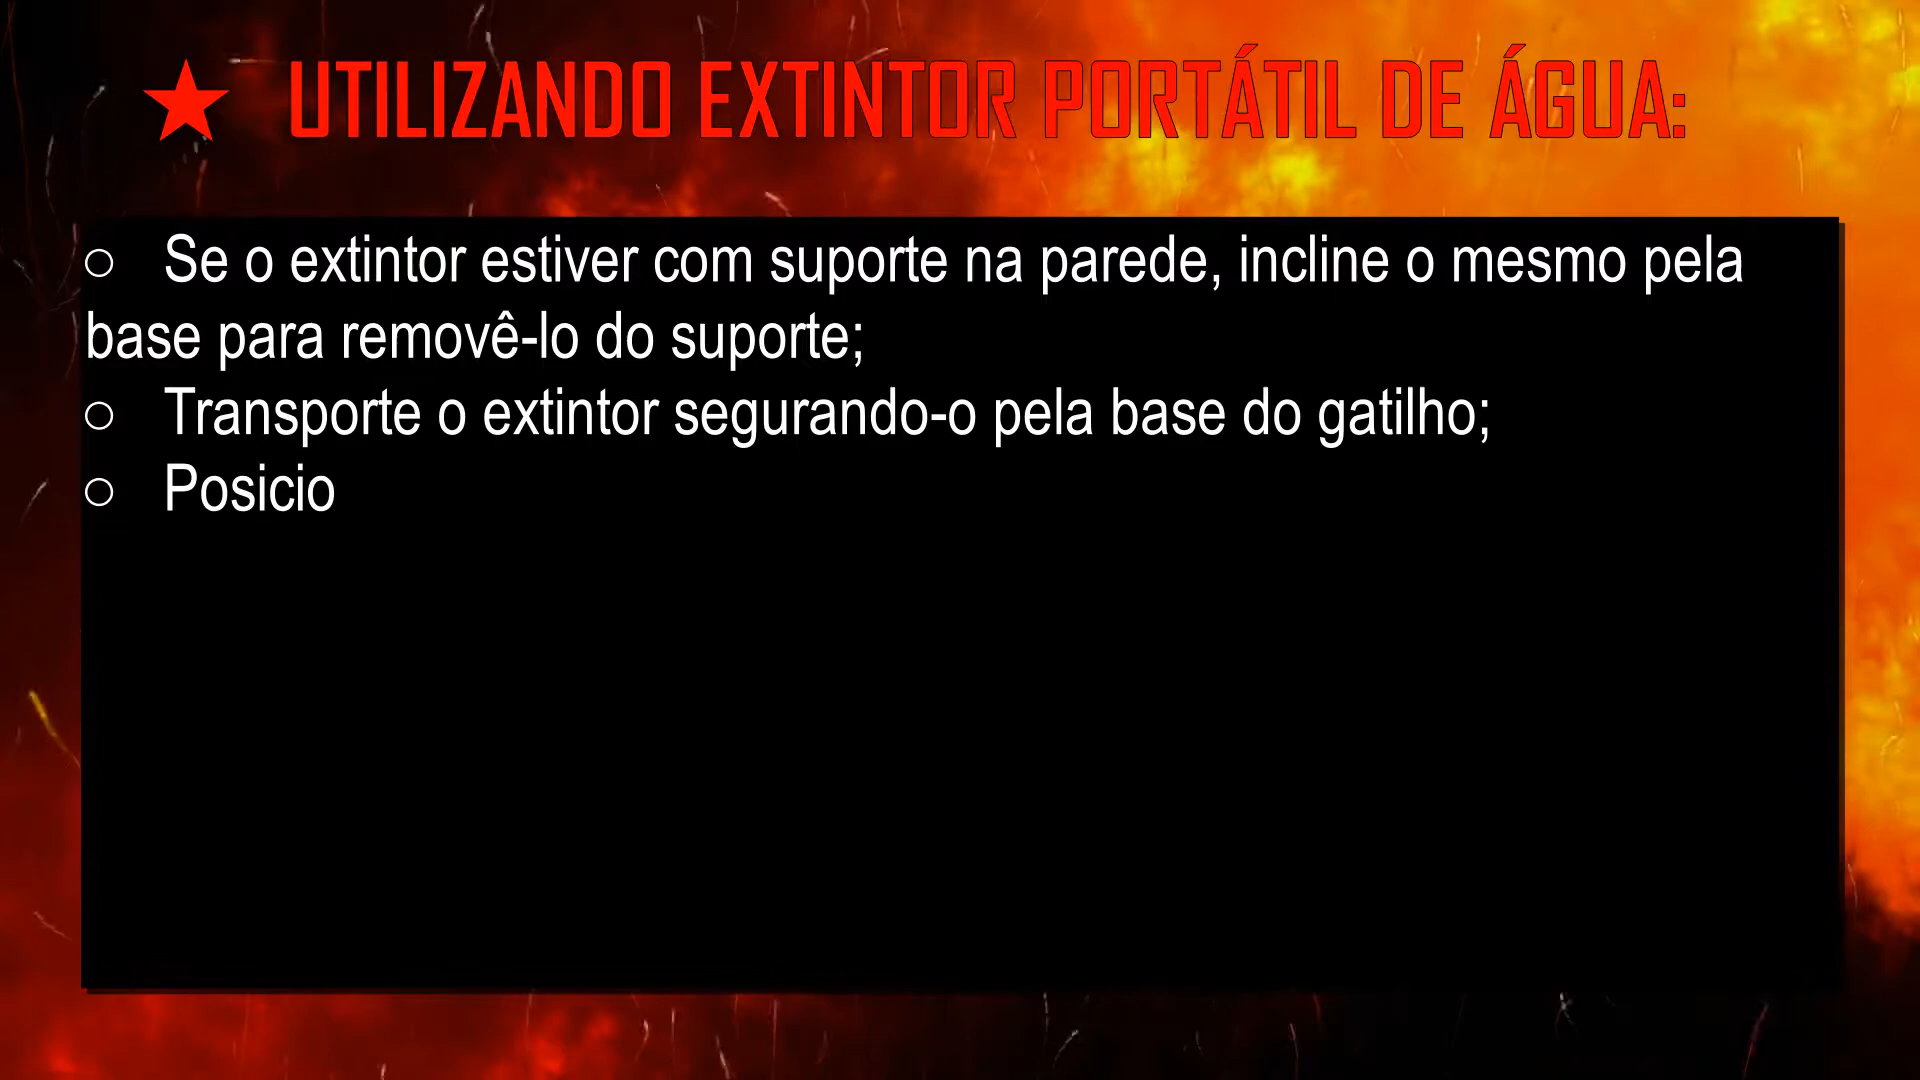 ★ UTILIZANDO EXTINTOR PORTÁTIL DE ÁGUA:
○ Se o extintor estiver com suporte na parede, incline o mesmo pela
base para removê-lo do suporte;
○ Transporte o extintor segurando-o pela base do gatilho;
○ Posicio